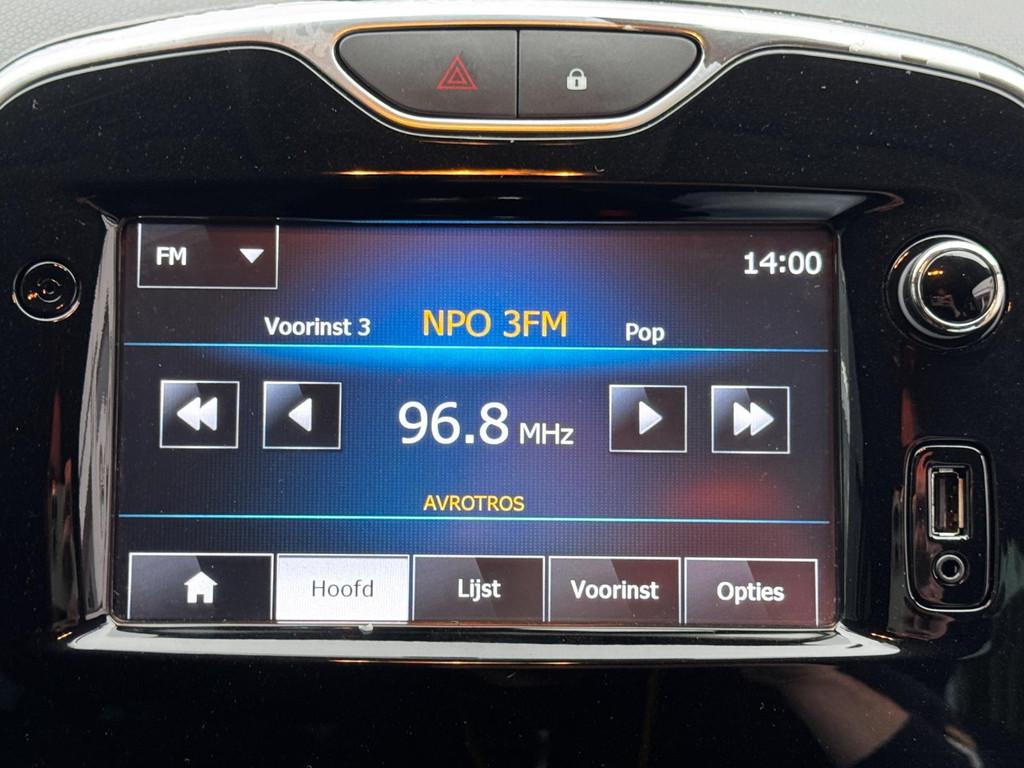 FM
14:00
Voorinst 3 NPO 3FM Pop
96.8 MHz
AVROTROS
Hoofd Lijst Voorinst Opties